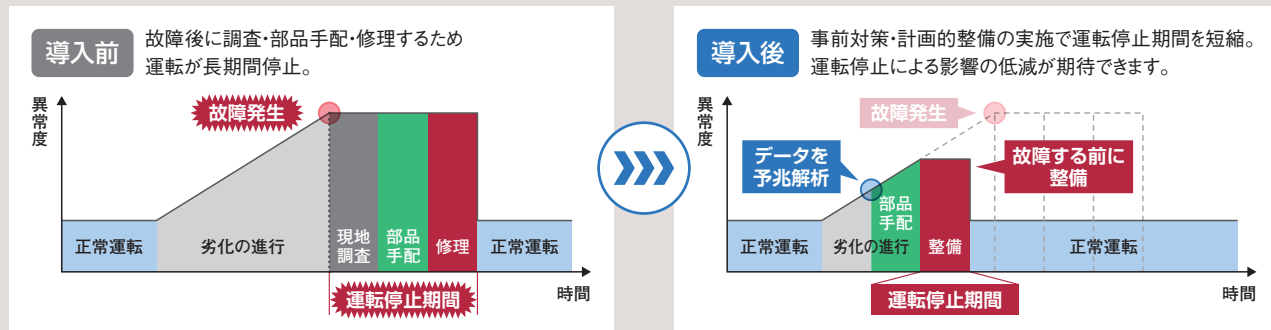 導入前
故障後に調査・部品手配・修理するため
運転が長期間停止。
異常度
故障発生
正常運転
劣化の進行
現地
調査
部品
手配
修理
正常運転
時間
運転停止期間
導入後
事前対策・計画的整備の実施で運転停止期間を短縮。
運転停止による影響の低減が期待できます。
異常度
故障発生
データを
予兆解析
故障する前に
整備
正常運転
劣化の進行
部品
手配
整備
正常運転
時間
運転停止期間